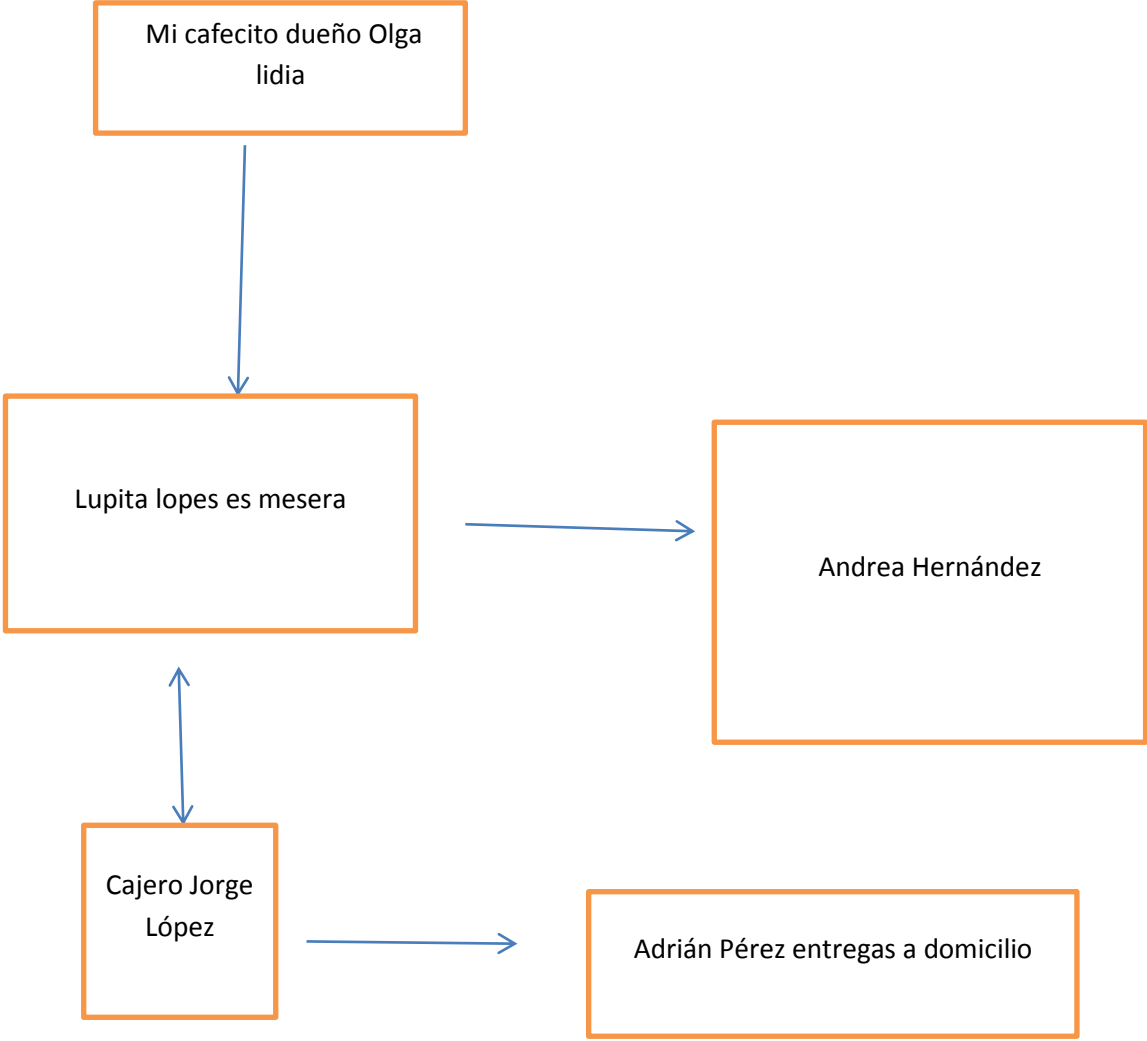 Mi cafecito dueño Olga
lidia
Lupita lopes es mesera
Andrea Hernández
Cajero Jorge
López
Adrián Pérez entregas a domicilio